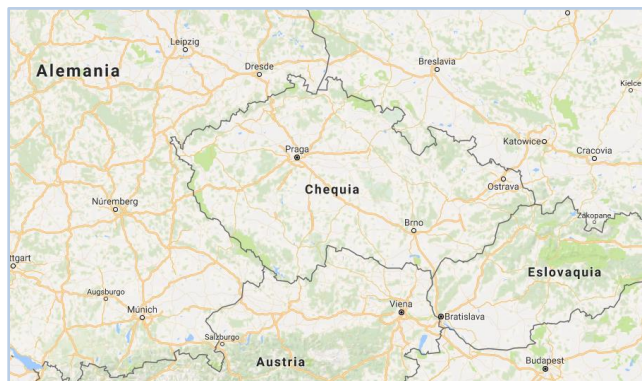 Leipzig
Alemania
Dresde
Breslavia
Kielce
Katowice
Cracovia
Praga
Chequia
Ostrava
Núremberg
Brno
Zakopane
ttgart
Eslovaquia
Augsburgo
Múnich
Viena
Bratislava
Salzburgo
Austria
Budapest